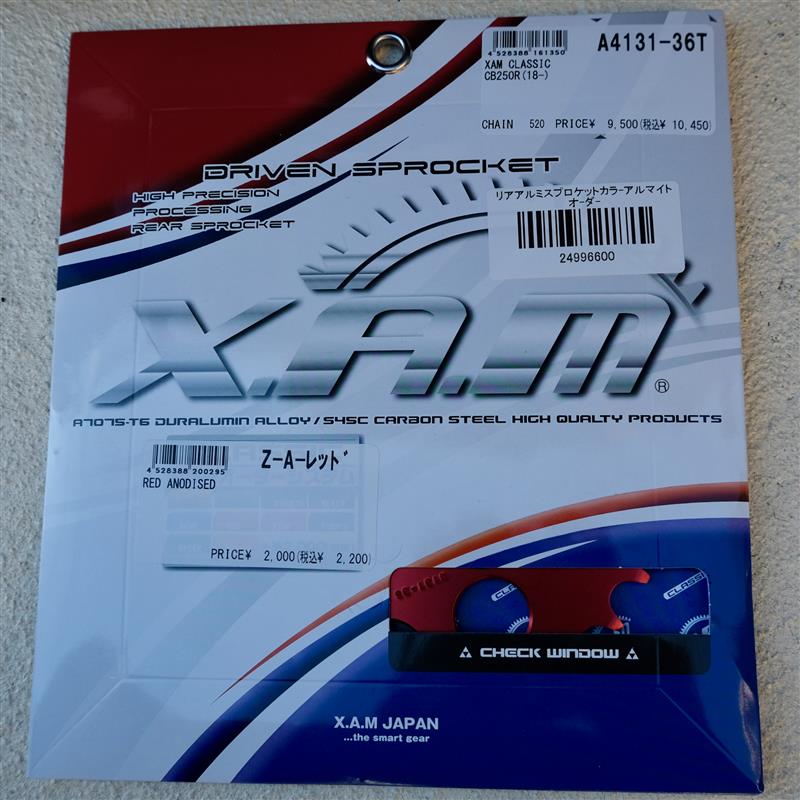 4 528388 161350
A4131-36T
XAM CLASSIC
CB250R(18-)
CHAIN 520 PRICE¥ 9,500(税込¥ 10,450)
DRIVEN SPROCKET
HIGH PRECISION
PROCESSING
REAR SPROCKET
リアアルミスプロケットカラーアルマイト
オーダー
24996600
X.A.M®
A7075-T6 DURALUMIN ALLOY/S45C CARBON STEEL HIGH QUALTY PRODUCTS
4 528388 200295
Z-A-レッド
RED ANODISED
PRICE¥ 2,000(税込¥ 2,200)
CLASSI
CHECK WINDOW
X.A.M JAPAN
...the smart gear